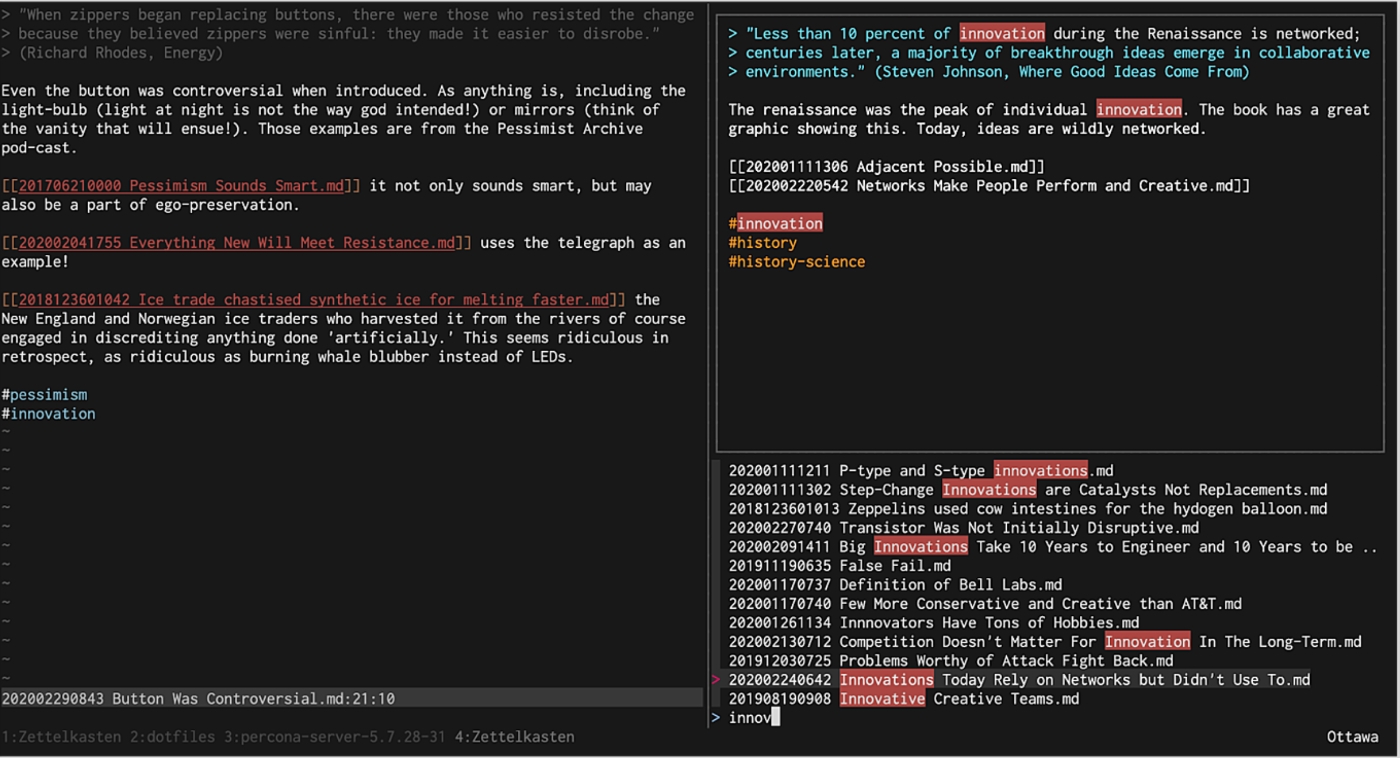 > "When zippers began replacing buttons, there were those who resisted the change
> because they believed zippers were sinful: they made it easier to disrobe."
> (Richard Rhodes, Energy)
Even the button was controversial when introduced. As anything is, including the
light-bulb (light at night is not the way god intended!) or mirrors (think of
the vanity that will ensue!). Those examples are from the Pessimist Archive
pod-cast.
[[201706210000 Pessimism Sounds Smart.md]] it not only sounds smart, but may
also be a part of ego-preservation.
[[202002041755 Everything New Will Meet Resistance.md]] uses the telegraph as an
example!
[[2018123601042 Ice trade chastised synthetic ice for melting faster.md]] the
New England and Norwegian ice traders who harvested it from the rivers of course
engaged in discrediting anything done 'artificially.' This seems ridiculous in
retrospect, as ridiculous as burning whale blubber instead of LEDs.
#pessimism
#innovation
~
~
~
~
~
~
~
~
~
~
~
~
~
~
202002290843 Button Was Controversial.md:21:10
> "Less than 10 percent of innovation during the Renaissance is networked;
> centuries later, a majority of breakthrough ideas emerge in collaborative
> environments." (Steven Johnson, Where Good Ideas Come From)
The renaissance was the peak of individual innovation. The book has a great
graphic showing this. Today, ideas are wildly networked.
[[202001111306 Adjacent Possible.md]]
[[202002220542 Networks Make People Perform and Creative.md]]
#innovation
#history
#history-science
202001111211 P-type and S-type innovations.md
202001111302 Step-Change Innovations are Catalysts Not Replacements.md
2018123601013 Zeppelins used cow intestines for the hydogen balloon.md
202002270740 Transistor Was Not Initially Disruptive.md
202002091411 Big Innovations Take 10 Years to Engineer and 10 Years to be ..
201911190635 False Fail.md
202001170737 Definition of Bell Labs.md
202001170740 Few More Conservative and Creative than AT&T.md
202001261134 Innnovators Have Tons of Hobbies.md
202002130712 Competition Doesn't Matter For Innovation In The Long-Term.md
201912030725 Problems Worthy of Attack Fight Back.md
> 202002240642 Innovations Today Rely on Networks but Didn't Use To.md
201908190908 Innovative Creative Teams.md
> innov
1:Zettelkasten 2:dotfiles 3:percona-server-5.7.28-31 4:Zettelkasten
Ottawa